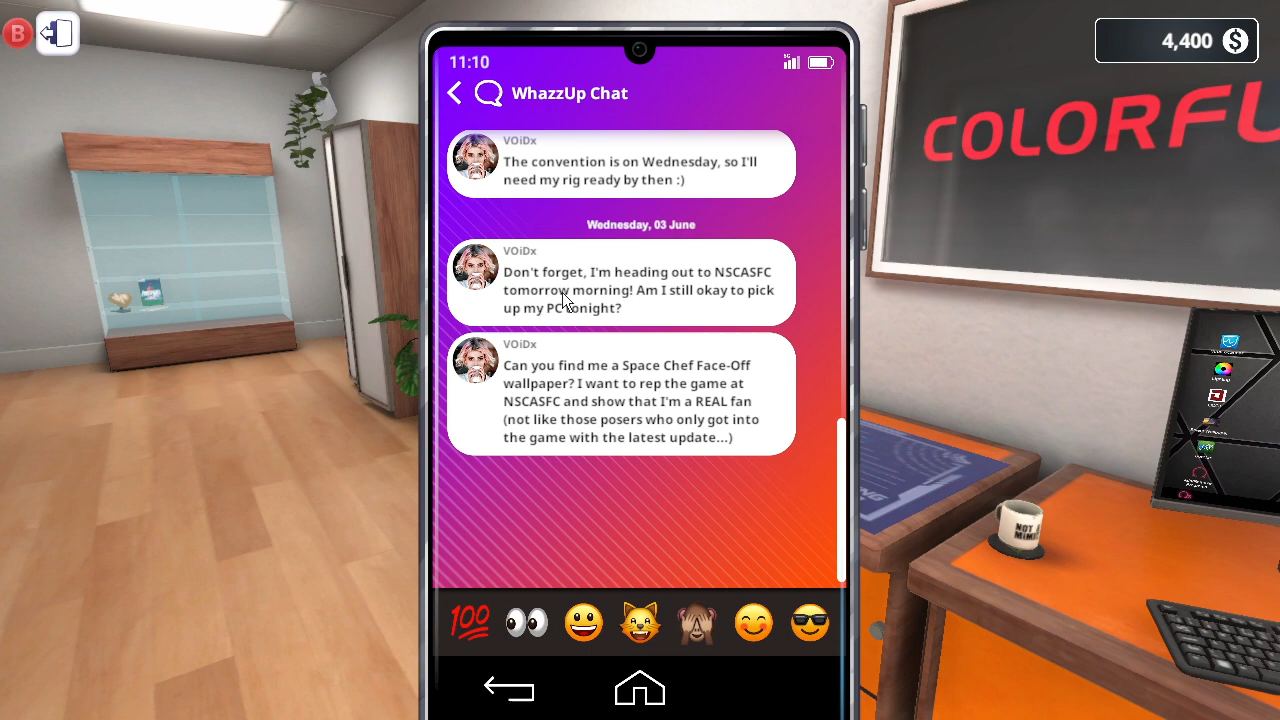 B
4,400
11:10
5G
WhazzUp Chat
VOiDx
The convention is on Wednesday, so I'll
need my rig ready by then :)
Wednesday, 03 June
VOiDx
Don't forget, I'm heading out to NSCASFC
tomorrow morning! Am I still okay to pick
up my PC tonight?
VOiDx
Can you find me a Space Chef Face-Off
wallpaper? I want to rep the game at
NSCASFC and show that I'm a REAL fan
(not like those posers who only got into
the game with the latest update...)
100
COLORFU
NOT A
MIMIC